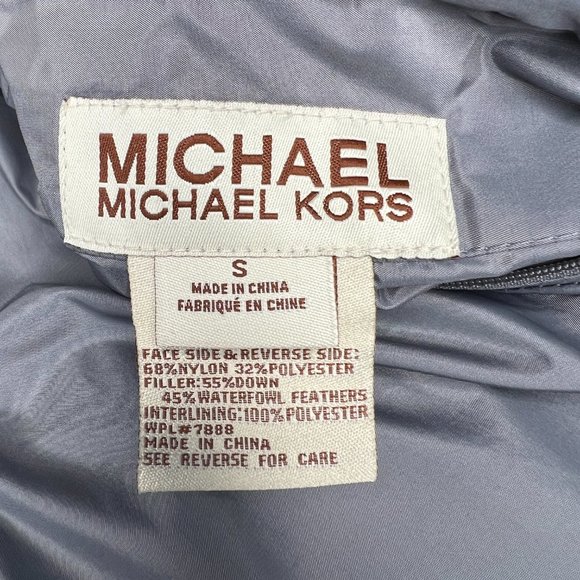 MICHAEL
MICHAEL KORS
S
MADE IN CHINA
FABRIQUÉ EN CHINE
FACE SIDE & REVERSE SIDE:
68%NYLON 32%POLYESTER
FILLER:55%DOWN
45%WATERFOWL FEATHERS
INTERLINING:100%POLYESTER
WPL#7888
MADE IN CHINA
SEE REVERSE FOR CARE